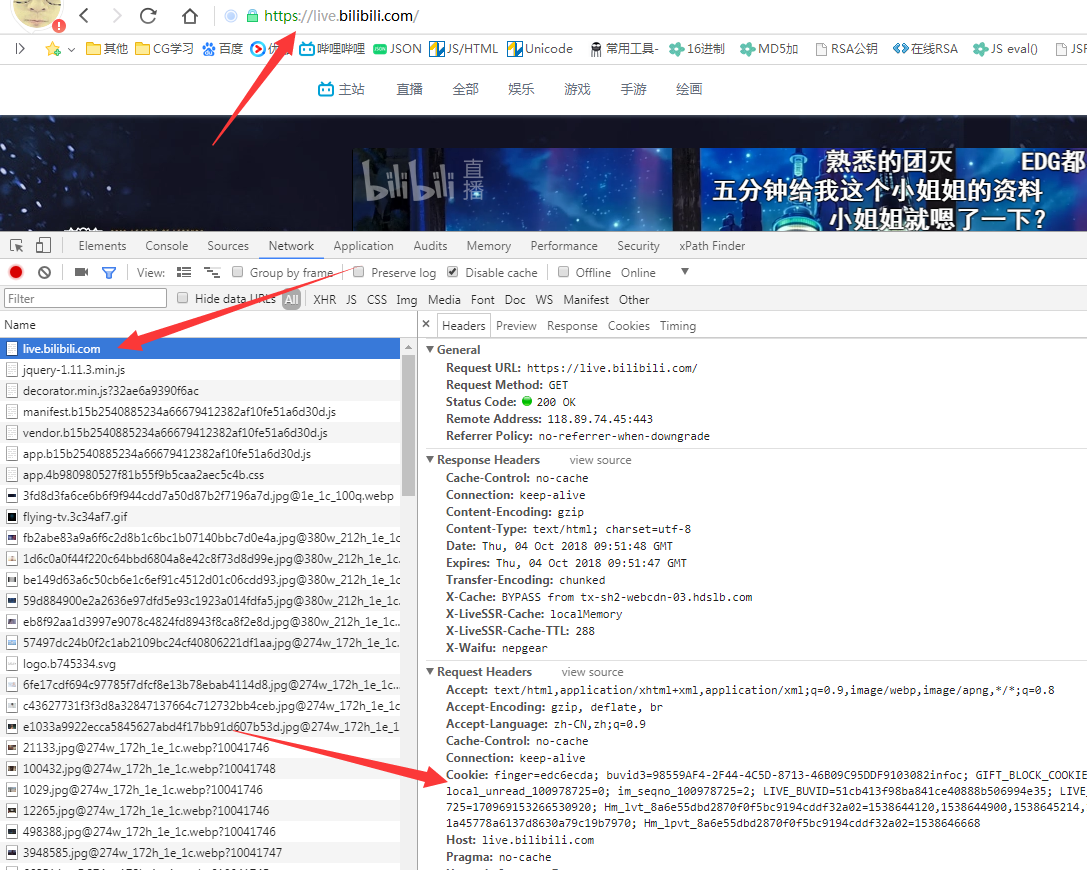 https://live.bilibili.com/
其他 CG学习 百度 优 哔哩哔哩 JSON JS/HTML Unicode 常用工具- 16进制 MD5加 RSA公钥 在线RSA JS eval()
主站 直播 全部 娱乐 游戏 手游 绘画
bilibili 直播
熟悉的团灭 EDG都
五分钟给我这个小姐姐的资料
小姐姐就嗯了一下?
Elements Console Sources Network Application Audits Memory Performance Security xPath Finder
View: Group by frame Preserve log Disable cache Offline Online
Filter Hide data URLs All XHR JS CSS Img Media Font Doc WS Manifest Other
Name
live.bilibili.com
jquery-1.11.3.min.js
decorator.min.js?32ae6a9390f6ac
manifest.b15b2540885234a66679412382af10fe51a6d30d.js
vendor.b15b2540885234a66679412382af10fe51a6d30d.js
app.b15b2540885234a66679412382af10fe51a6d30d.js
app.4b980980527f81b55f9b5caa2aec5c4b.css
3fd8d3fa6ce6b6f9f944cdd7a50d87b2f7196a7d.jpg@1e_1c_100q.webp
flying-tv.3c34af7.gif
fb2abe83a9a6f6c2d8b1c6bc1b07140bbc7d0e4a.jpg@380w_212h_1e_1c
1d6c0a0f44f220c64bbd6804a8e42c8f73d8d99e.jpg@380w_212h_1e_1c.
be149d63a6c50cb6e1c6ef91c4512d01c06cdd93.jpg@380w_212h_1e_1c
59d884900e2a2636e97dfd5e93c1923a014fdfa5.jpg@380w_212h_1e_1c.
eb8f92aa1d3997e9078c4824fd8943f8ca8f2e8d.jpg@380w_212h_1e_1c.
57497dc24b0f2c1ab2109bc24cf40806221df1aa.jpg@274w_172h_1e_1c.
logo.b745334.svg
6fe17cdf694c97785f7dfcf8e13b78ebab4114d8.jpg@274w_172h_1e_1c...
c43627731f3f3d8a32847137664c712732bb4ceb.jpg@274w_172h_1e_1c
e1033a9922ecca5845627abd4f17bb91d607b53d.jpg@274w_172h_1e_1
21133.jpg@274w_172h_1e_1c.webp?10041746
100432.jpg@274w_172h_1e_1c.webp?10041748
1029.jpg@274w_172h_1e_1c.webp?10041746
12265.jpg@274w_172h_1e_1c.webp?10041746
498388.jpg@274w_172h_1e_1c.webp?10041746
3948585.jpg@274w_172h_1e_1c.webp?10041747
Headers Preview Response Cookies Timing
General
Request URL: https://live.bilibili.com/
Request Method: GET
Status Code: 200 OK
Remote Address: 118.89.74.45:443
Referrer Policy: no-referrer-when-downgrade
Response Headers view source
Cache-Control: no-cache
Connection: keep-alive
Content-Encoding: gzip
Content-Type: text/html; charset=utf-8
Date: Thu, 04 Oct 2018 09:51:48 GMT
Expires: Thu, 04 Oct 2018 09:51:47 GMT
Transfer-Encoding: chunked
X-Cache: BYPASS from tx-sh2-webcdn-03.hdslb.com
X-LiveSSR-Cache: localMemory
X-LiveSSR-Cache-TTL: 288
X-Waifu: nepgear
Request Headers view source
Accept: text/html,application/xhtml+xml,application/xml;q=0.9,image/webp,image/apng,*/*;q=0.8
Accept-Encoding: gzip, deflate, br
Accept-Language: zh-CN,zh;q=0.9
Cache-Control: no-cache
Connection: keep-alive
Cookie: finger=edc6ecda; buvid3=98559AF4-2F44-4C5D-8713-46B09C95DDF9103082infoc; GIFT_BLOCK_COOKIE
local_unread_100978725=0; im_seqno_100978725=2; LIVE_BUVID=51cb413f98ba841ce40888b506994e35; LIV
725=170969153266530920; Hm_lvt_8a6e55dbd2870f0f5bc9194cddf32a02=1538644120,1538644900,1538645214,
1a45778a6137d8630a79c19b7970; Hm_lpvt_8a6e55dbd2870f0f5bc9194cddf32a02=1538646668
Host: live.bilibili.com
Pragma: no-cache